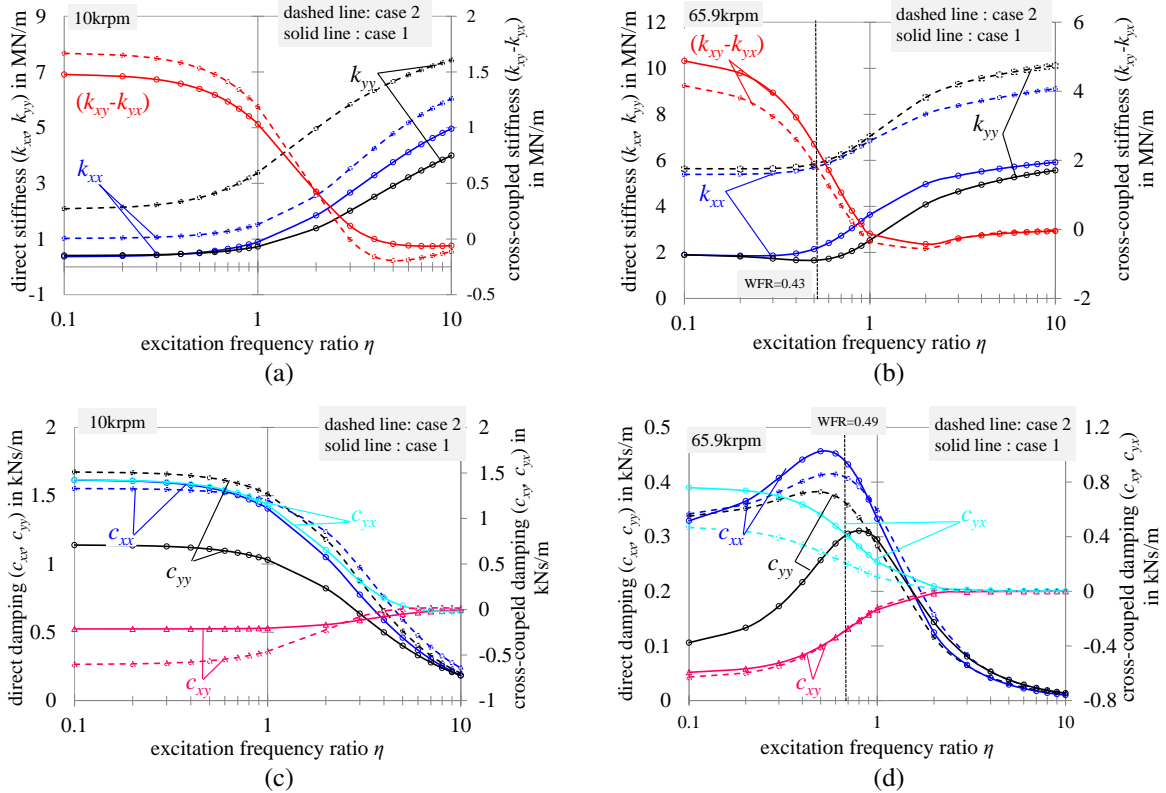 10krpm
dashed line: case 2
solid line : case 1
direct stiffness (kxx, kyy) in MN/m
9
7
5
3
1
-1
2
1.5
1
0.5
0
-0.5
cross-coupled stiffness (kxy-kyx)
in MN/m
(kxy-kyx)
kyy
kxx
0.1
1
10
excitation frequency ratio η
(a)
65.9krpm
dashed line: case 2
solid line : case 1
direct stiffness (kxx, kyy) in MN/m
12
10
8
6
4
2
0
6
4
2
0
-2
cross-coupled stiffness (kxy-kyx)
in MN/m
(kxy-kyx)
kyy
kxx
WFR=0.43
0.1
1
10
excitation frequency ratio η
(b)
10krpm
dashed line: case 2
solid line : case 1
direct damping (cxx, cyy) in kNs/m
2
1.5
1
0.5
0
2
1.5
1
0.5
0
-0.5
-1
cross-coupeld damping (cxy, cyx) in
kNs/m
cxx
cyx
cyy
cxy
0.1
1
10
excitation frequency ratio η
(c)
WFR=0.49
65.9krpm
dashed line: case 2
solid line : case 1
direct damping (cxx, cyy) in kNs/m
0.5
0.4
0.3
0.2
0.1
0
1.2
0.8
0.4
0
-0.4
-0.8
cross-coupeld damping (cxy, cyx)
in kNs/m
cxx
cyx
cyy
cxy
0.1
1
10
excitation frequency ratio η
(d)